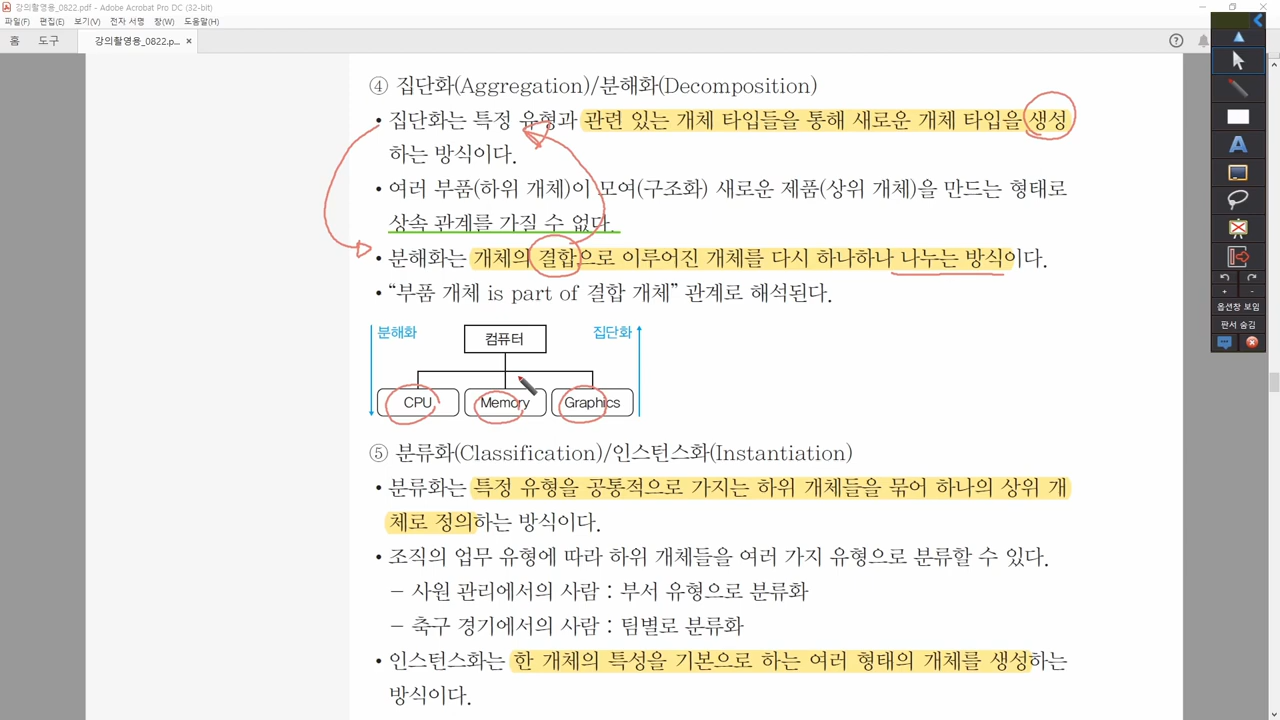 강의촬영용_0822.pdf - Adobe Acrobat Pro DC (32-bit)
파일(F) 편집(E) 보기(V) 전자 서명 창(W) 도움말(H)
홈 도구 강의촬영용_0822.p... ×
④ 집단화(Aggregation)/분해화(Decomposition)
• 집단화는 특정 유형과 관련 있는 개체 타입들을 통해 새로운 개체 타입을 생성
하는 방식이다.
• 여러 부품(하위 개체)이 모여(구조화) 새로운 제품(상위 개체)을 만드는 형태로
상속 관계를 가질 수 없다.
• 분해화는 개체의 결합으로 이루어진 개체를 다시 하나하나 나누는 방식이다.
• “부품 개체 is part of 결합 개체” 관계로 해석된다.
분해화 컴퓨터 집단화
CPU Memory Graphics
⑤ 분류화(Classification)/인스턴스화(Instantiation)
• 분류화는 특정 유형을 공통적으로 가지는 하위 개체들을 묶어 하나의 상위 개
체로 정의하는 방식이다.
• 조직의 업무 유형에 따라 하위 개체들을 여러 가지 유형으로 분류할 수 있다.
– 사원 관리에서의 사람 : 부서 유형으로 분류화
– 축구 경기에서의 사람 : 팀별로 분류화
• 인스턴스화는 한 개체의 특성을 기본으로 하는 여러 형태의 개체를 생성하는
방식이다.
A
+ -
옵션창 보임
판서 숨김